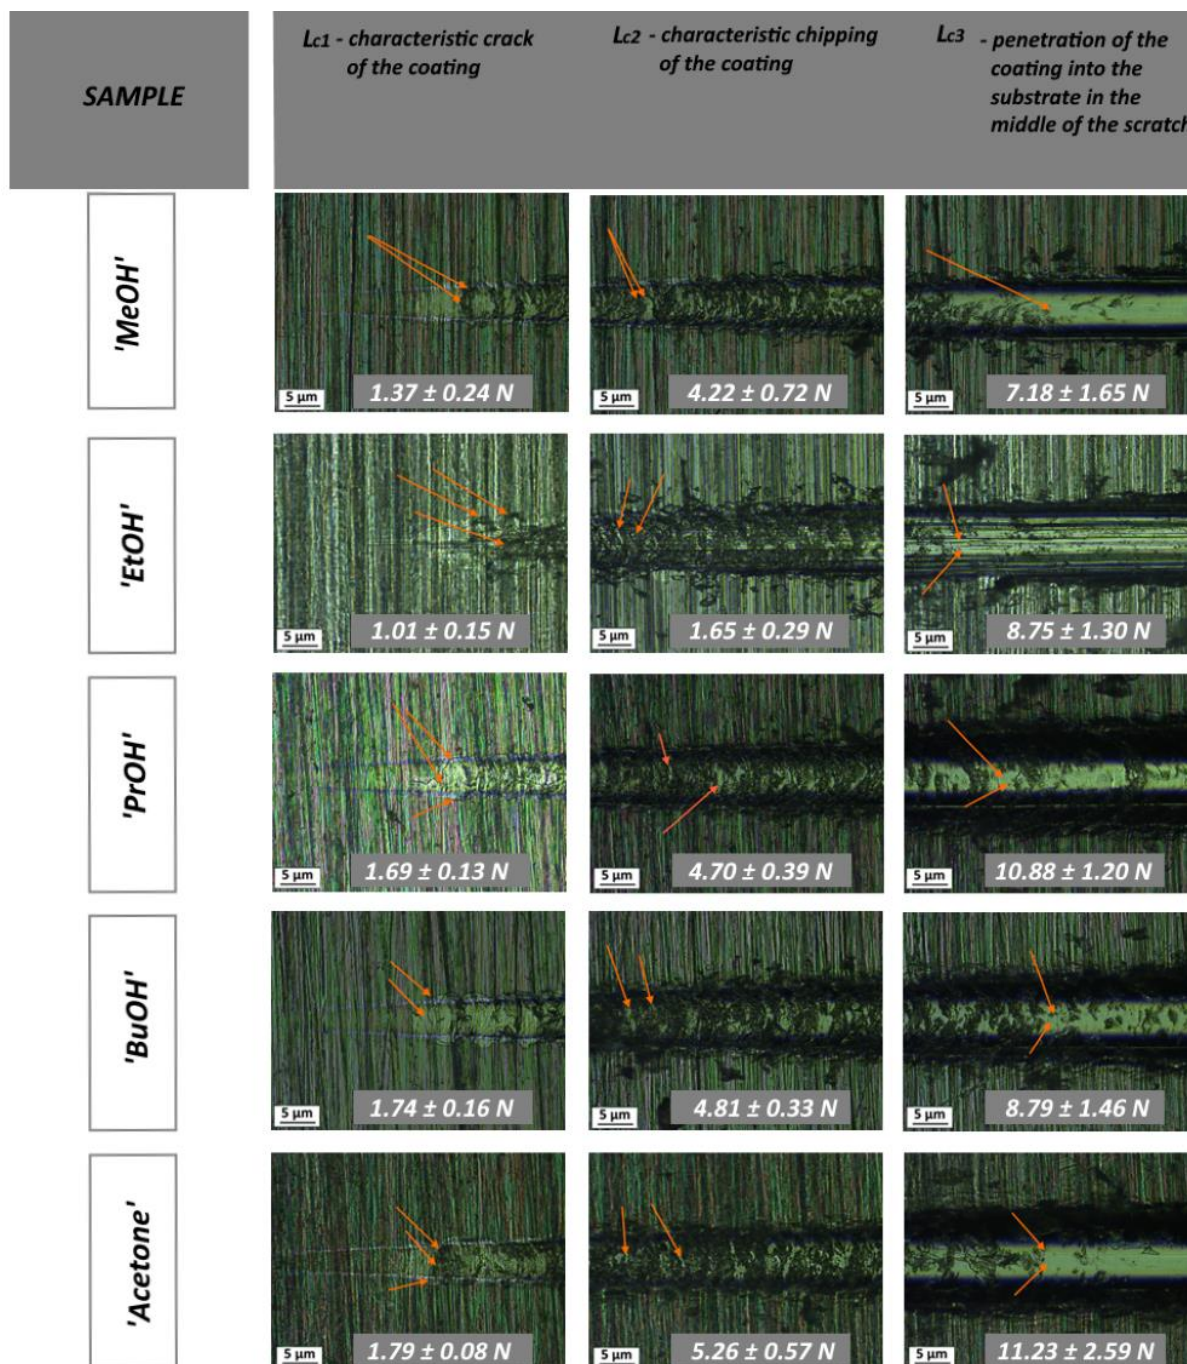 SAMPLE
Lc1 - characteristic crack
of the coating
Lc2 - characteristic chipping
of the coating
Lc3 - penetration of the
coating into the
substrate in the
middle of the scratch
'MeOH'
5 µm
1.37 ± 0.24 N
5 µm
4.22 ± 0.72 N
5 µm
7.18 ± 1.65 N
'EtOH'
5 µm
1.01 ± 0.15 N
5 µm
1.65 ± 0.29 N
5 µm
8.75 ± 1.30 N
'PrOH'
5 µm
1.69 ± 0.13 N
5 µm
4.70 ± 0.39 N
5 µm
10.88 ± 1.20 N
'BuOH'
5 µm
1.74 ± 0.16 N
5 µm
4.81 ± 0.33 N
5 µm
8.79 ± 1.46 N
'Acetone'
5 µm
1.79 ± 0.08 N
5 µm
5.26 ± 0.57 N
5 µm
11.23 ± 2.59 N